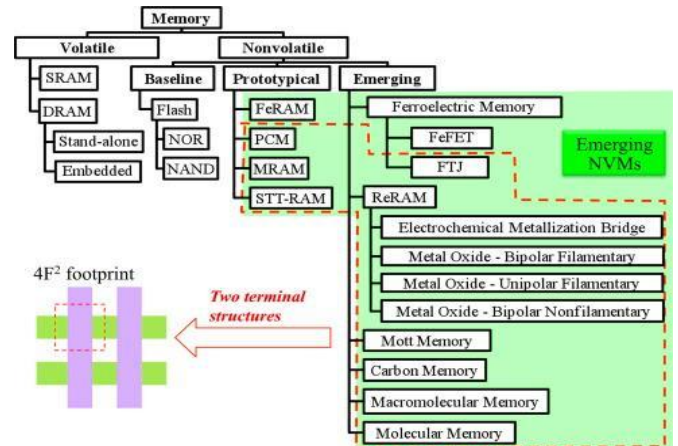 Memory
Volatile
Nonvolatile
SRAM
DRAM
Stand-alone
Embedded
Baseline
Flash
NOR
NAND
Prototypical
FeRAM
PCM
MRAM
STT-RAM
Emerging
Ferroelectric Memory
FeFET
FTJ
ReRAM
Electrochemical Metallization Bridge
Metal Oxide - Bipolar Filamentary
Metal Oxide - Unipolar Filamentary
Metal Oxide - Bipolar Nonfilamentary
Mott Memory
Carbon Memory
Macromolecular Memory
Molecular Memory
Emerging
NVMs
4F² footprint
Two terminal
structures